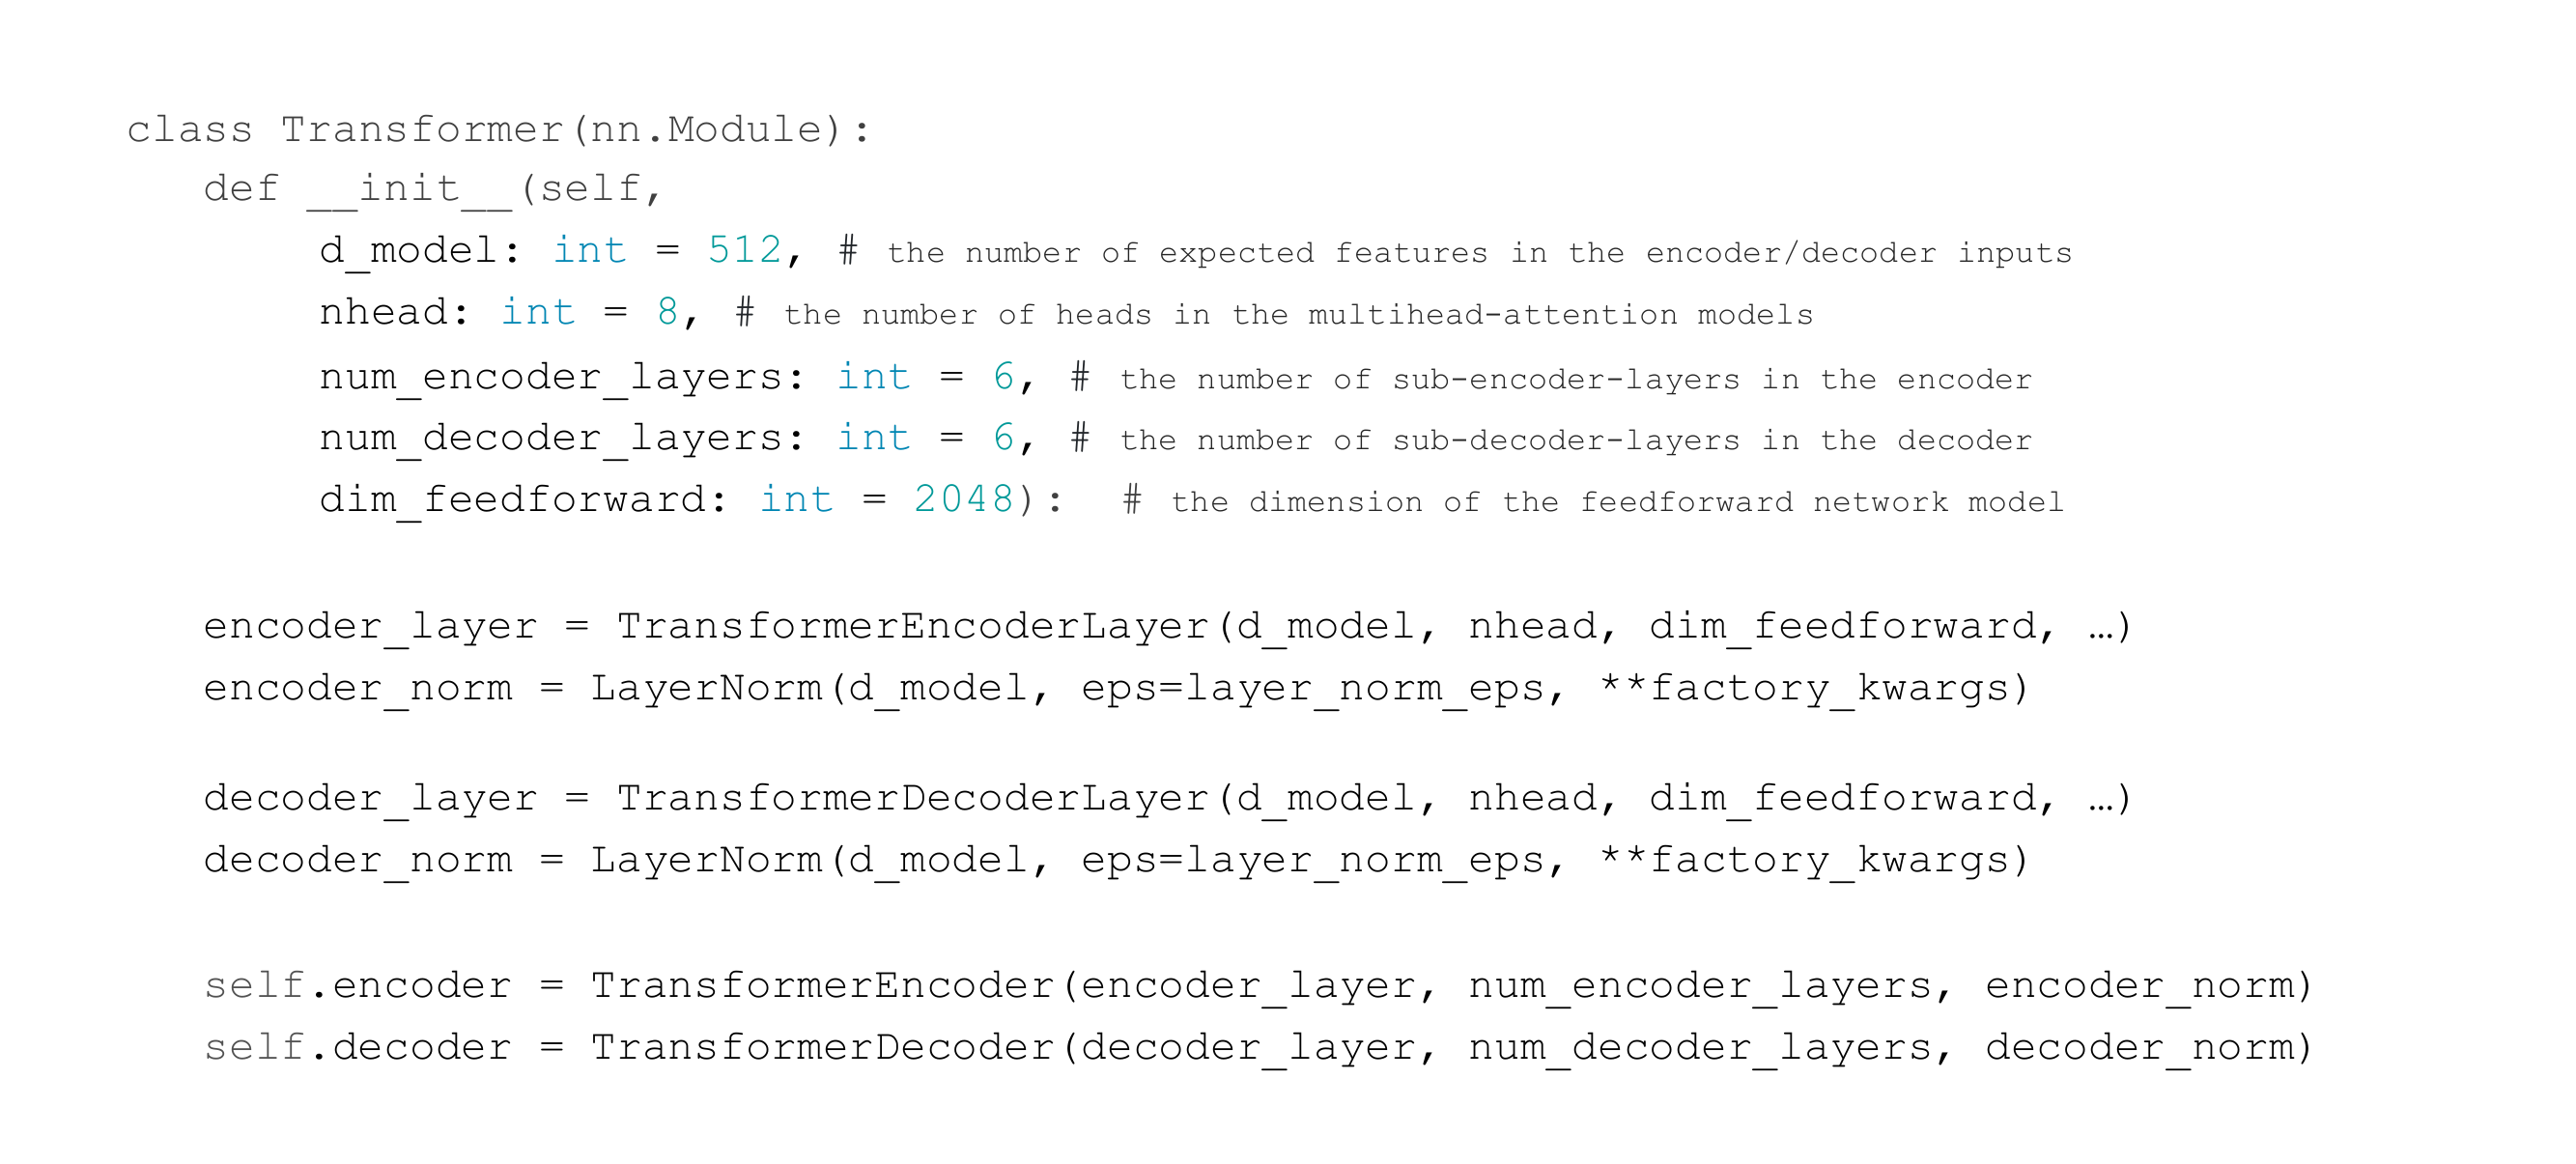 class Transformer(nn.Module):
def __init__(self,
d_model: int = 512, # the number of expected features in the encoder/decoder inputs
nhead: int = 8, # the number of heads in the multihead-attention models
num_encoder_layers: int = 6, # the number of sub-encoder-layers in the encoder
num_decoder_layers: int = 6, # the number of sub-decoder-layers in the decoder
dim_feedforward: int = 2048):  # the dimension of the feedforward network model
encoder_layer = TransformerEncoderLayer(d_model, nhead, dim_feedforward, …)
encoder_norm = LayerNorm(d_model, eps=layer_norm_eps, **factory_kwargs)
decoder_layer = TransformerDecoderLayer(d_model, nhead, dim_feedforward, …)
decoder_norm = LayerNorm(d_model, eps=layer_norm_eps, **factory_kwargs)
self.encoder = TransformerEncoder(encoder_layer, num_encoder_layers, encoder_norm)
self.decoder = TransformerDecoder(decoder_layer, num_decoder_layers, decoder_norm)